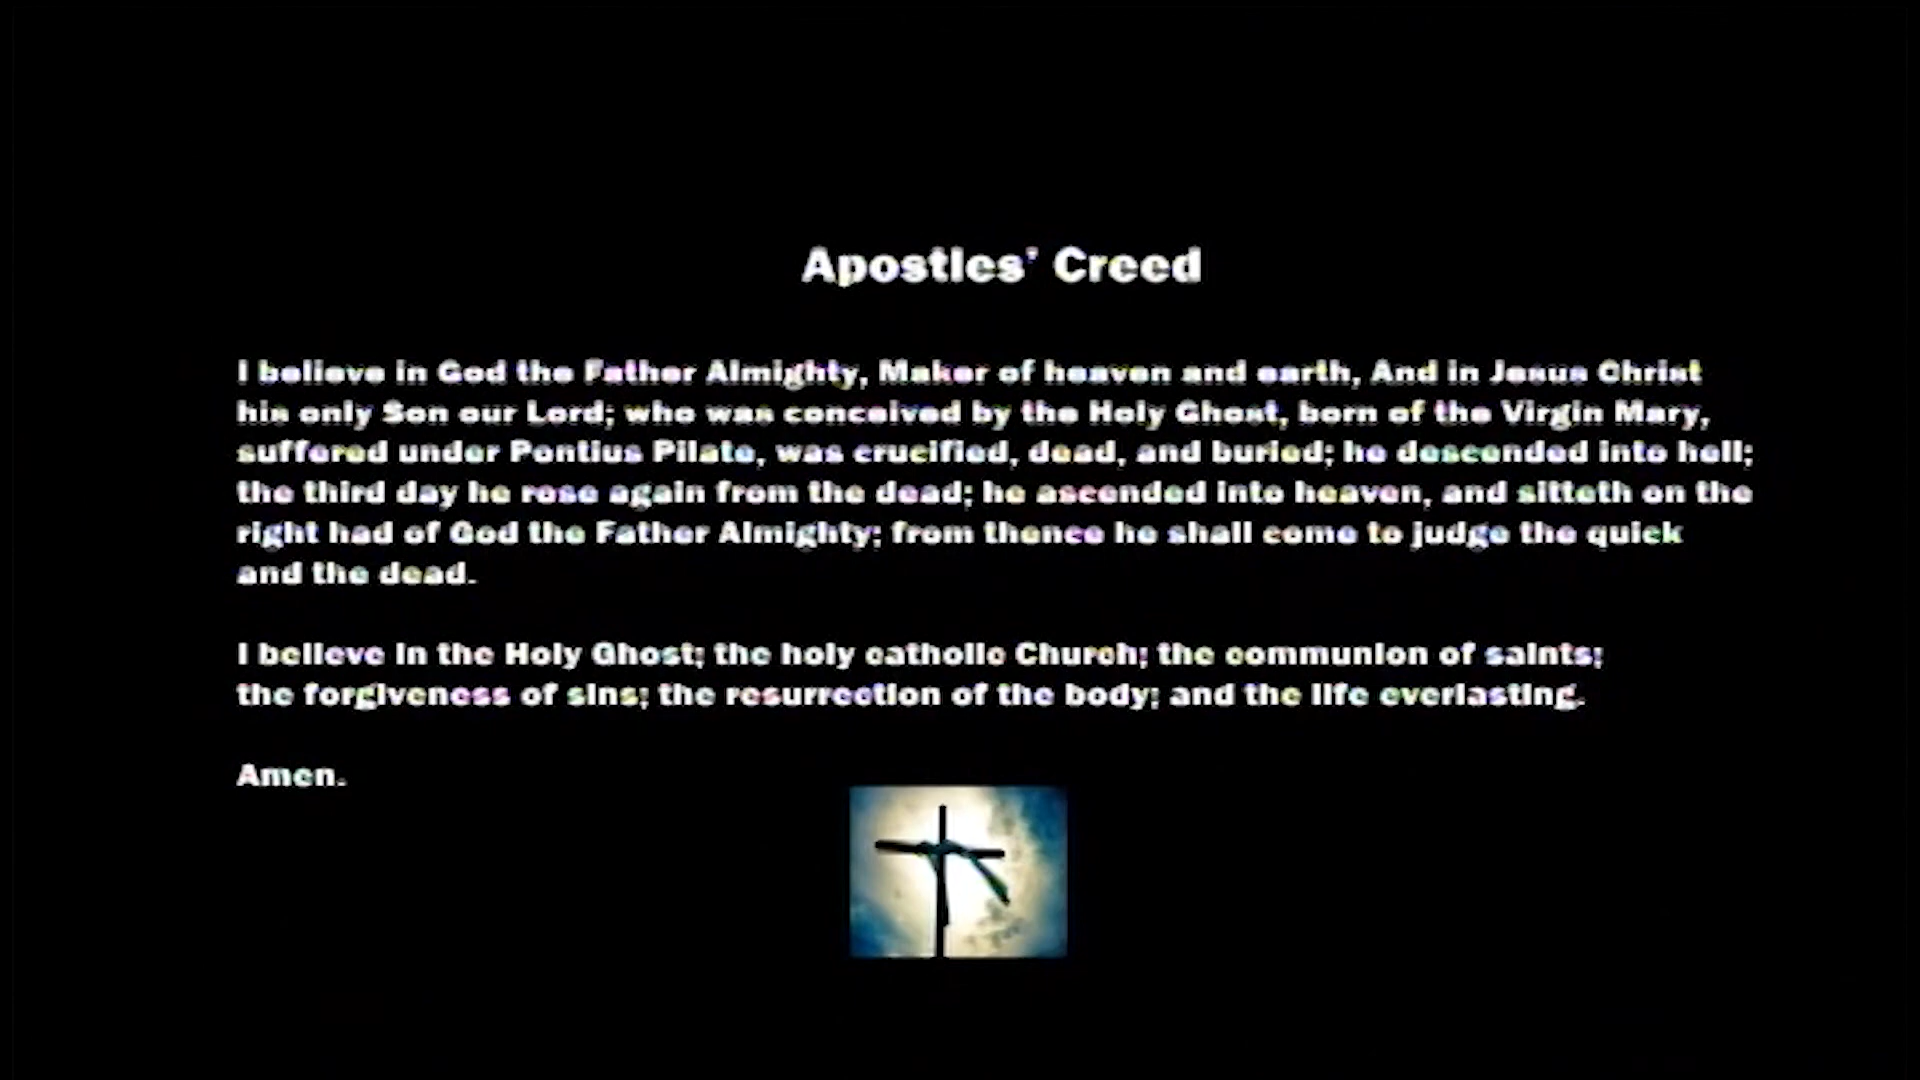 Apostles' Creed
I believe in God the Father Almighty, Maker of heaven and earth, And in Jesus Christ
his only Son our Lord; who was conceived by the Holy Ghost, born of the Virgin Mary,
suffered under Pontius Pilate, was crucified, dead, and buried; he descended into hell;
the third day he rose again from the dead; he ascended into heaven, and sitteth on the
right had of God the Father Almighty; from thence he shall come to judge the quick
and the dead.
I believe in the Holy Ghost; the holy catholic Church; the communion of saints;
the forgiveness of sins; the resurrection of the body; and the life everlasting.
Amen.